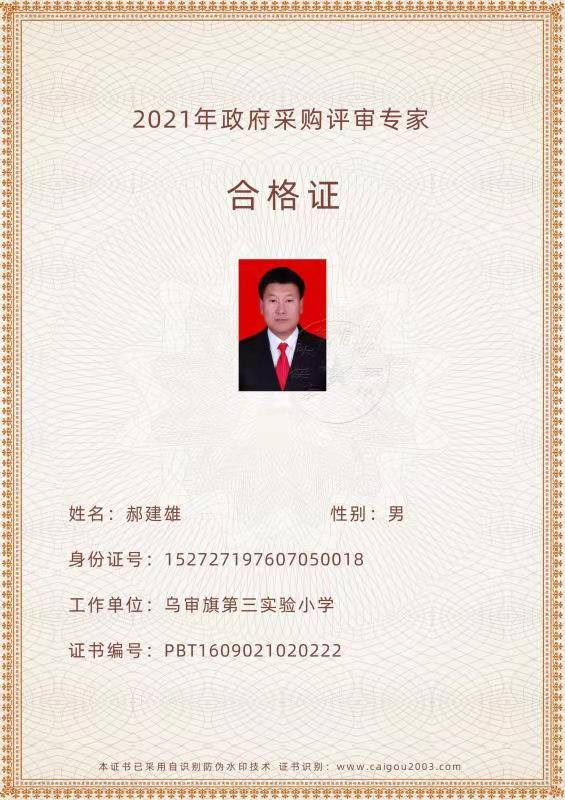 2021年政府采购评审专家
合格证
姓名：郝建雄 性别：男
身份证号：152727197607050018
工作单位：乌审旗第三实验小学
证书编号：PBT1609021020222
本证书已采用自识别防伪水印技术 证书识别：www.caigou2003.com